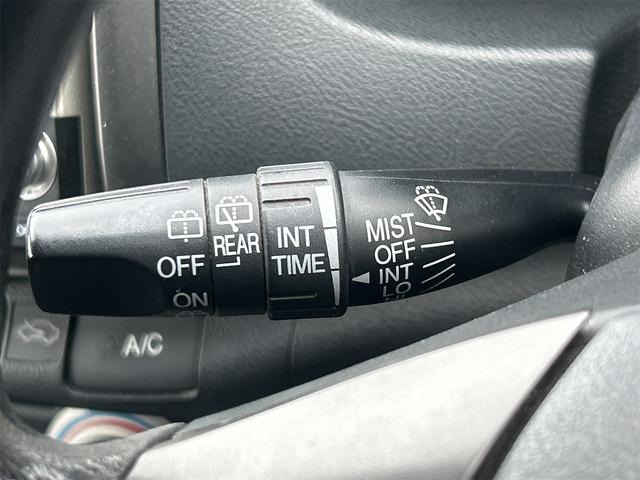 OFF
ON
REAR
INT
TIME
MIST
OFF
INT
LO
A/C